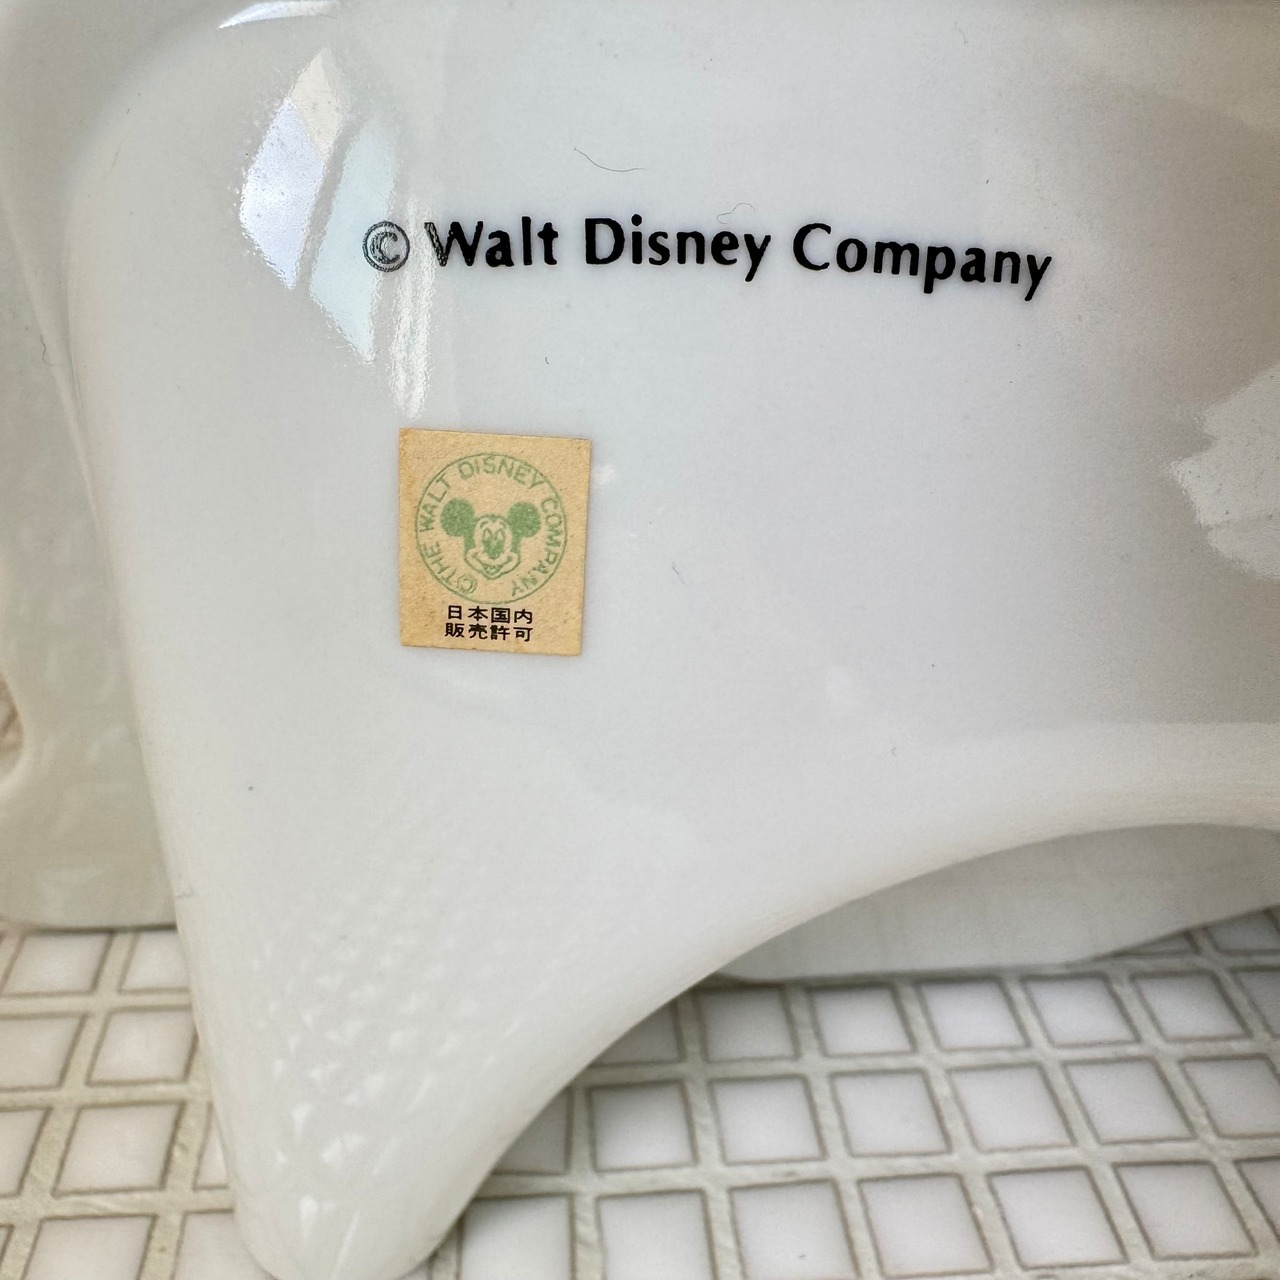 © Walt Disney Company
©THE WALT DISNEY COMPANY
日本国内
販売許可